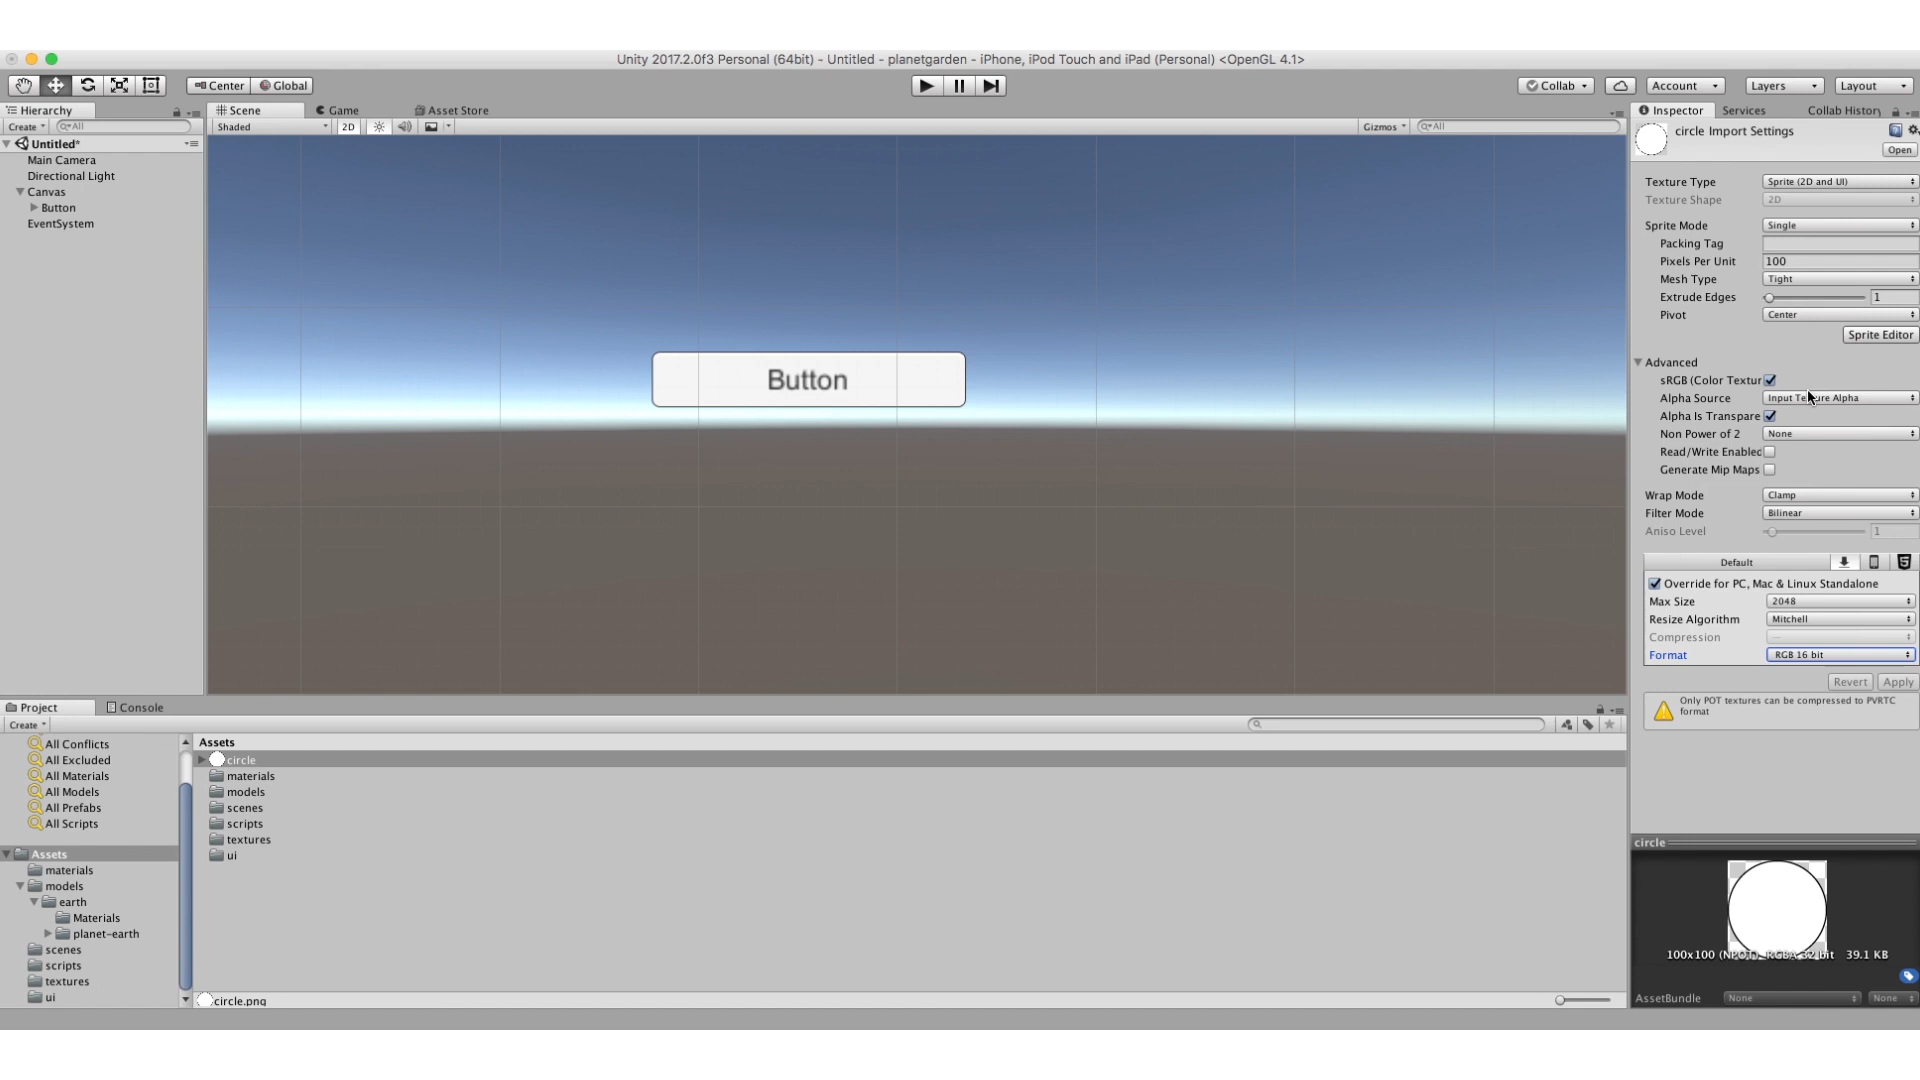 Unity 2017.2.0f3 Personal (64bit) - Untitled - planetgarden - iPhone, iPod Touch and iPad (Personal) <OpenGL 4.1>
Center Global Collab Account Layers Layout
Hierarchy
Create All
Untitled*
Main Camera
Directional Light
Canvas
Button
EventSystem
Scene Game Asset Store
Shaded 2D Gizmos All
Button
Inspector Services Collab History
circle Import Settings
Open
Texture Type Sprite (2D and UI)
Texture Shape 2D
Sprite Mode Single
Packing Tag
Pixels Per Unit 100
Mesh Type Tight
Extrude Edges 1
Pivot Center
Sprite Editor
Advanced
sRGB (Color Textur
Alpha Source Input Texture Alpha
Alpha Is Transpare
Non Power of 2 None
Read/Write Enabled
Generate Mip Maps
Wrap Mode Clamp
Filter Mode Bilinear
Aniso Level 1
Default
Override for PC, Mac & Linux Standalone
Max Size 2048
Resize Algorithm Mitchell
Compression
Format RGB 16 bit
Revert Apply
Only POT textures can be compressed to PVRTC
format
Project Console
Create
All Conflicts
All Excluded
All Materials
All Models
All Prefabs
All Scripts
Assets
materials
models
earth
Materials
planet-earth
scenes
scripts
textures
ui
Assets
circle
materials
models
scenes
scripts
textures
ui
circle.png
circle
100x100 (NPOT) RGBA 32 bit 39.1 KB
AssetBundle None None